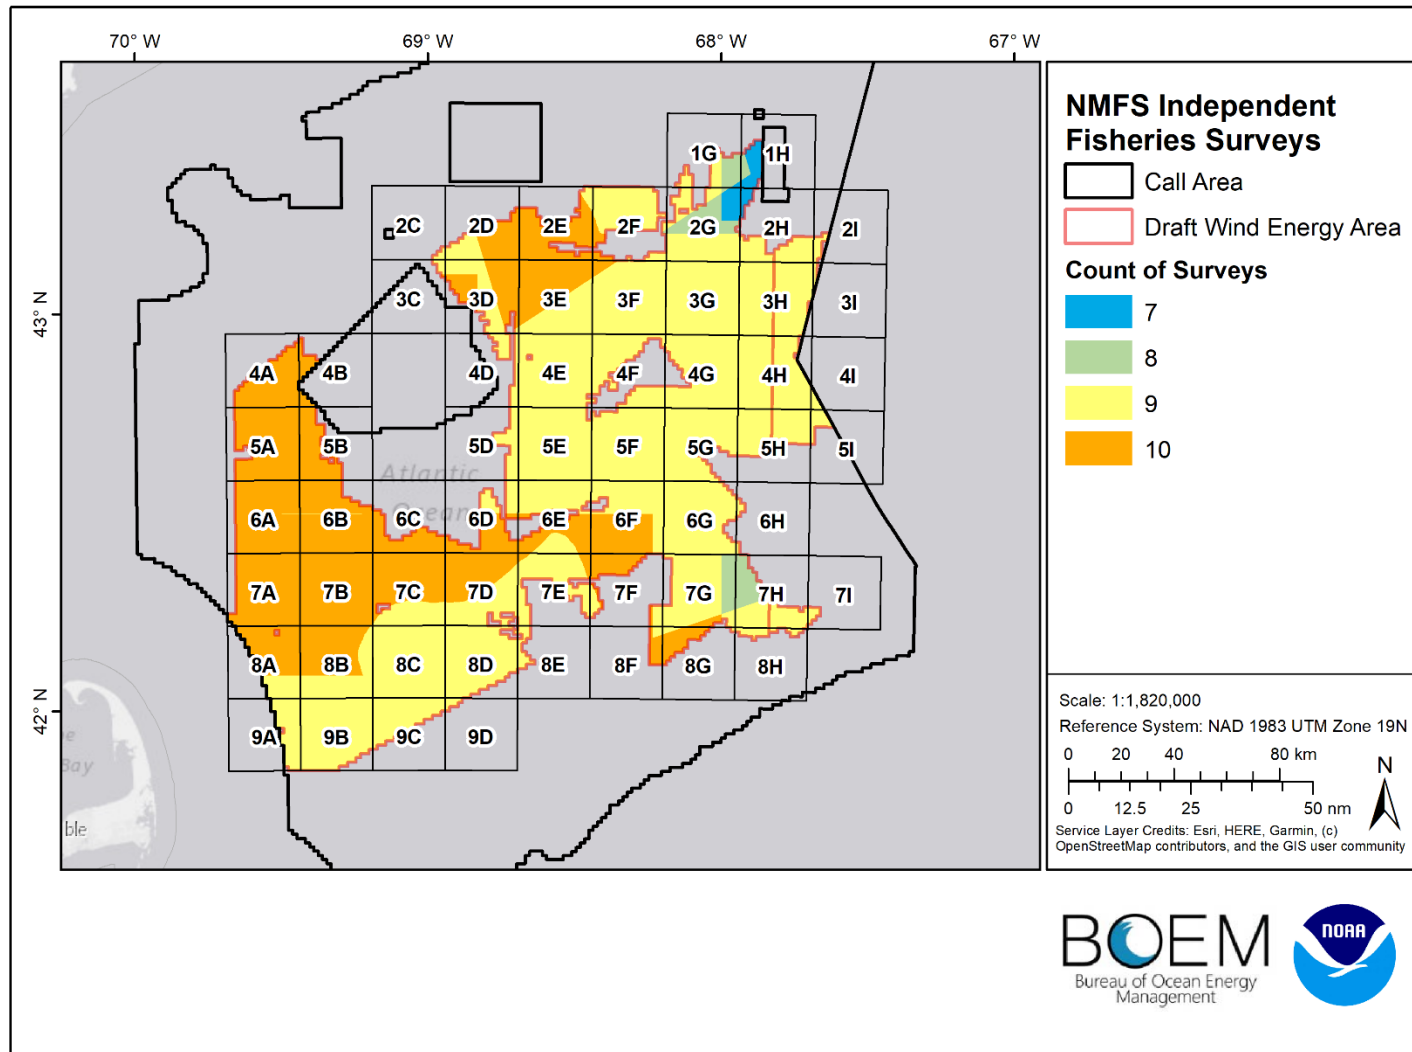 70° W
69° W
68° W
67° W
43° N
42° N
1G
1H
2C
2D
2E
2F
2G
2H
2I
3C
3D
3E
3F
3G
3H
3I
4A
4B
4D
4E
4F
4G
4H
4I
5A
5B
5D
5E
5F
5G
5H
5I
Atlantic
Ocean
6A
6B
6C
6D
6E
6F
6G
6H
7A
7B
7C
7D
7E
7F
7G
7H
7I
8A
8B
8C
8D
8E
8F
8G
8H
9A
9B
9C
9D
Bay
ble
NMFS Independent
Fisheries Surveys
Call Area
Draft Wind Energy Area
Count of Surveys
7
8
9
10
Scale: 1:1,820,000
Reference System: NAD 1983 UTM Zone 19N
0 20 40 80 km
N
0 12.5 25 50 nm
Service Layer Credits: Esri, HERE, Garmin, (c)
OpenStreetMap contributors, and the GIS user community
BOEM
Bureau of Ocean Energy
Management
NOAA